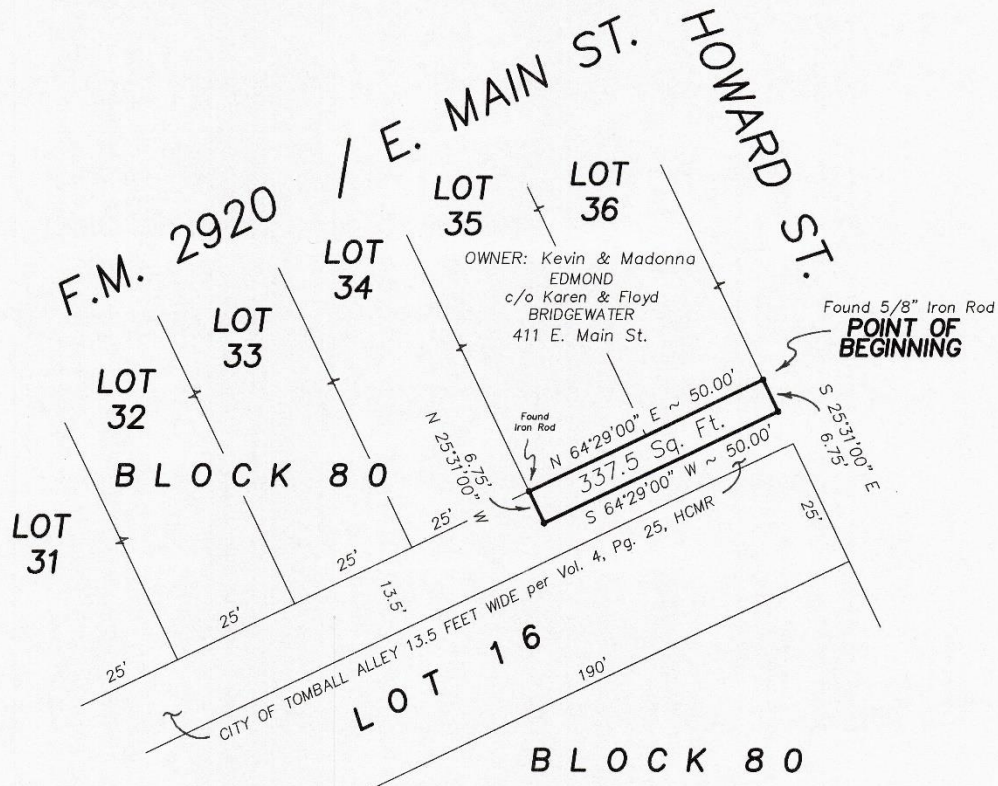 F.M. 2920 / E. MAIN ST.
HOWARD ST.
LOT
36
LOT
35
LOT
34
LOT
33
LOT
32
LOT
31
OWNER: Kevin & Madonna
EDMOND
c/o Karen & Floyd
BRIDGEWATER
411 E. Main St.
Found 5/8" Iron Rod
POINT OF
BEGINNING
Found
Iron Rod
N 64°29'00" E ~ 50.00'
337.5 Sq. Ft.
S 64°29'00" W ~ 50.00'
N 25°31'00" W
6.75'
S 25°31'00" E
6.75'
BLOCK 80
25'
25'
25'
25'
13.5'
25'
CITY OF TOMBALL ALLEY 13.5 FEET WIDE per Vol. 4, Pg. 25, HCMR
LOT 16
190'
BLOCK 80